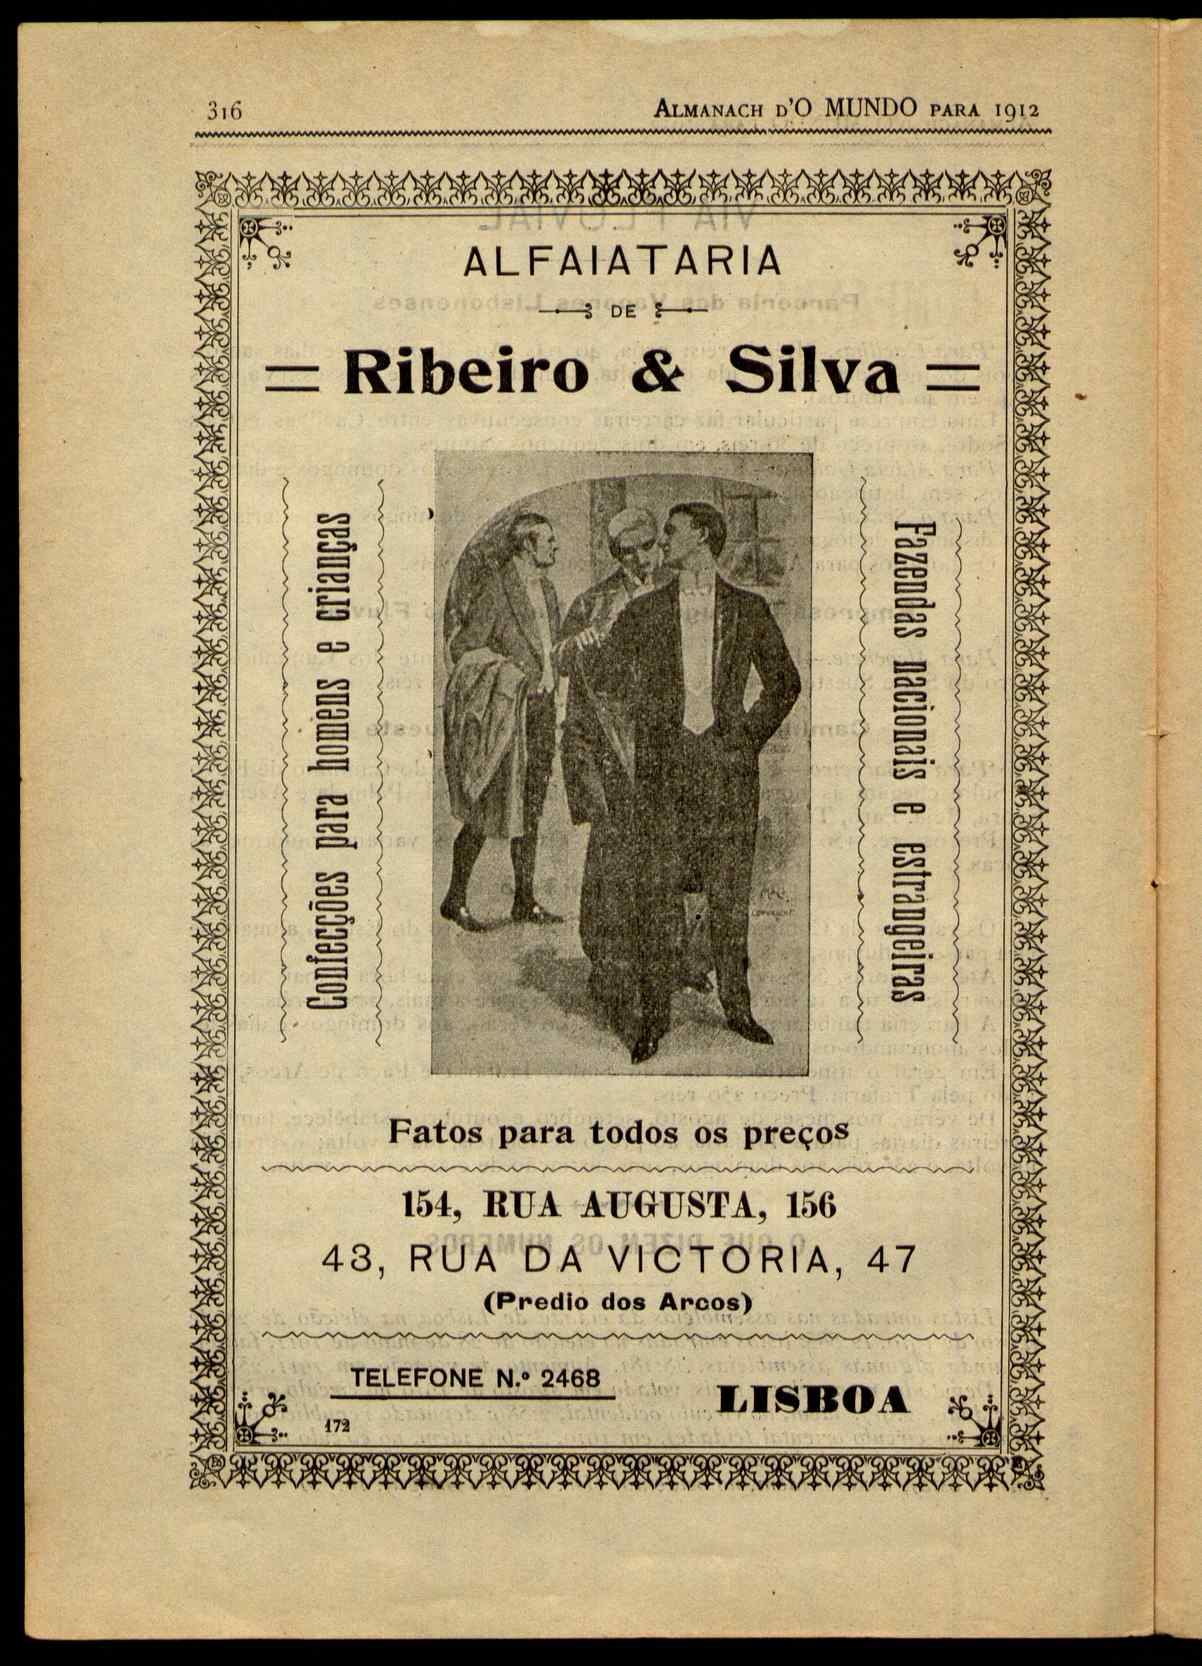 316
ALMANACH D'O MUNDO PARA 1912
ALFAIATARIA
DE
Ribeiro & Silva
Confecções para homens e crianças
Fazendas nacionais e estrangeiras
Fatos para todos os preços
154, RUA AUGUSTA, 156
43, RUA DA VICTORIA, 47
(Predio dos Arcos)
TELEFONE N.º 2468
LISBOA
172